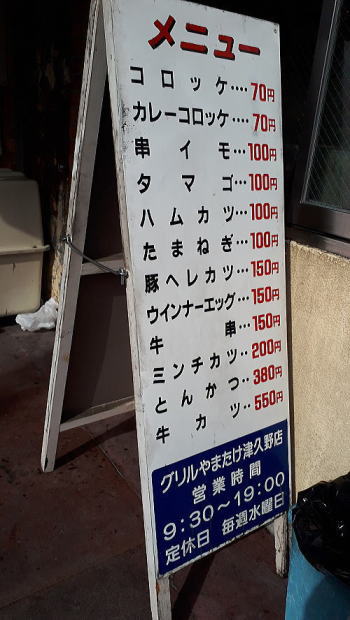 メニュー
コロッケ‥‥70円
カレーコロッケ‥70円
串イモ‥100円
タマゴ‥100円
ハムカツ‥100円
たまねぎ‥100円
豚ヘレカツ‥150円
ウインナーエッグ‥150円
牛串‥150円
ミンチカツ‥200円
とんかつ‥380円
牛カツ‥550円
グリルやまたけ津久野店
営業時間
9:30~19:00
定休日 毎週水曜日